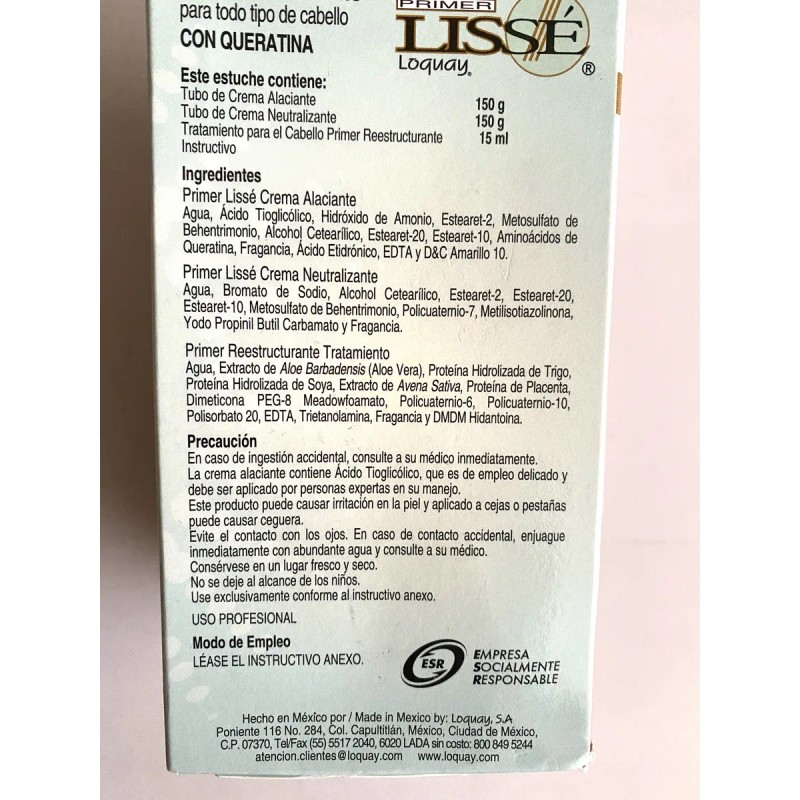 para todo tipo de cabello
CON QUERATINA
PRIMER
LISSÉ
Loquay®
®
Este estuche contiene:
Tubo de Crema Alaciante 150 g
Tubo de Crema Neutralizante 150 g
Tratamiento para el Cabello Primer Reestructurante 15 ml
Instructivo
Ingredientes
Primer Lissé Crema Alaciante
Agua, Ácido Tioglicólico, Hidróxido de Amonio, Estearet-2, Metosulfato de
Behentrimonio, Alcohol Cetearílico, Estearet-20, Estearet-10, Aminoácidos de
Queratina, Fragancia, Ácido Etidrónico, EDTA y D&C Amarillo 10.
Primer Lissé Crema Neutralizante
Agua, Bromato de Sodio, Alcohol Cetearílico, Estearet-2, Estearet-20,
Estearet-10, Metosulfato de Behentrimonio, Policuaternio-7, Metilisotiazolinona,
Yodo Propinil Butil Carbamato y Fragancia.
Primer Reestructurante Tratamiento
Agua, Extracto de Aloe Barbadensis (Aloe Vera), Proteína Hidrolizada de Trigo,
Proteína Hidrolizada de Soya, Extracto de Avena Sativa, Proteína de Placenta,
Dimeticona PEG-8 Meadowfoamato, Policuaternio-6, Policuaternio-10,
Polisorbato 20, EDTA, Trietanolamina, Fragancia y DMDM Hidantoina.
Precaución
En caso de ingestión accidental, consulte a su médico inmediatamente.
La crema alaciante contiene Ácido Tioglicólico, que es de empleo delicado y
debe ser aplicado por personas expertas en su manejo.
Este producto puede causar irritación en la piel y aplicado a cejas o pestañas
puede causar ceguera.
Evite el contacto con los ojos. En caso de contacto accidental, enjuague
inmediatamente con abundante agua y consulte a su médico.
Consérvese en un lugar fresco y seco.
No se deje al alcance de los niños.
Use exclusivamente conforme al instructivo anexo.
USO PROFESIONAL
Modo de Empleo
LÉASE EL INSTRUCTIVO ANEXO.
ESR
EMPRESA
SOCIALMENTE
RESPONSABLE
Hecho en México por / Made in Mexico by: Loquay, S.A
Poniente 116 No. 284, Col. Capultitlán, México, Ciudad de México,
C.P. 07370, Tel/Fax (55) 5517 2040, 6020 LADA sin costo: 800 849 5244
atencion.clientes@loquay.com www.loquay.com